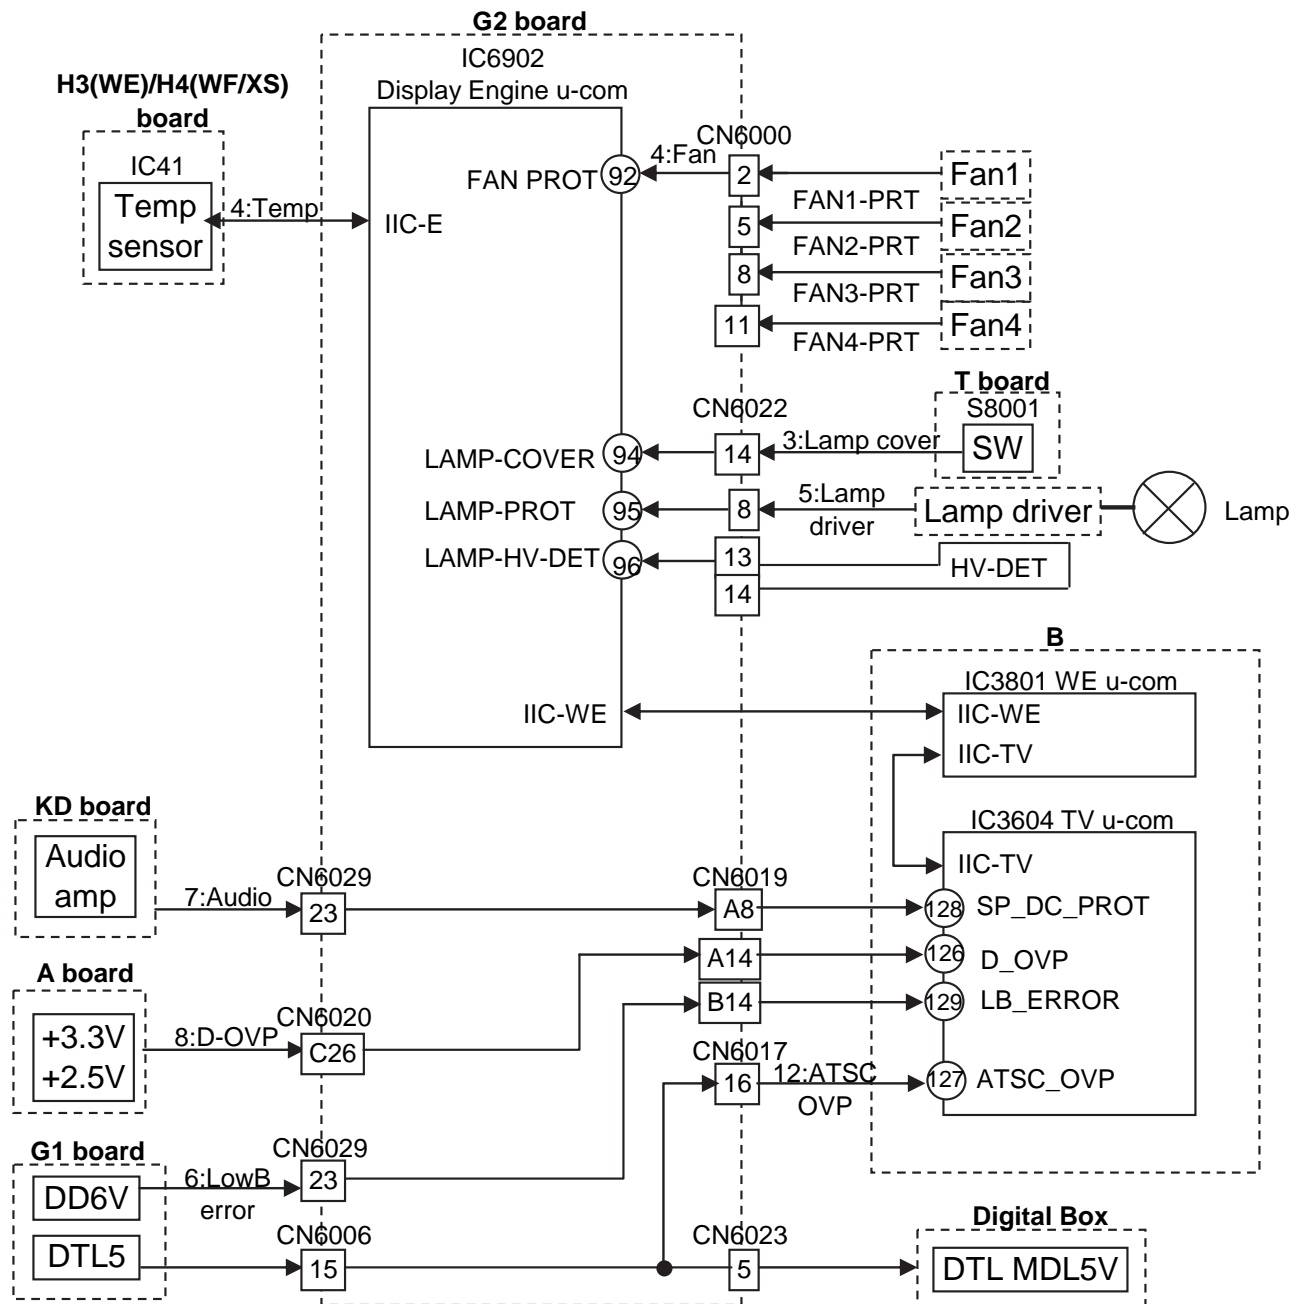 G2 board
IC6902
Display Engine u-com
H3(WE)/H4(WF/XS)
board
IC41
Temp
sensor
4:Temp
IIC-E
FAN PROT
92
4:Fan
CN6000
2
FAN1-PRT
Fan1
5
FAN2-PRT
Fan2
8
FAN3-PRT
Fan3
11
FAN4-PRT
Fan4
T board
S8001
SW
CN6022
LAMP-COVER
94
14
3:Lamp cover
LAMP-PROT
95
8
5:Lamp
driver
Lamp driver
Lamp
LAMP-HV-DET
96
13
14
HV-DET
B
IC3801 WE u-com
IIC-WE
IIC-WE
IIC-TV
IC3604 TV u-com
IIC-TV
KD board
Audio
amp
7:Audio
CN6029
23
CN6019
A8
128
SP_DC_PROT
A14
126
D_OVP
B14
129
LB_ERROR
A board
+3.3V
+2.5V
8:D-OVP
CN6020
C26
CN6017
16
12:ATSC
OVP
127
ATSC_OVP
G1 board
DD6V
6:LowB
error
CN6029
23
DTL5
CN6006
15
CN6023
5
Digital Box
DTL MDL5V